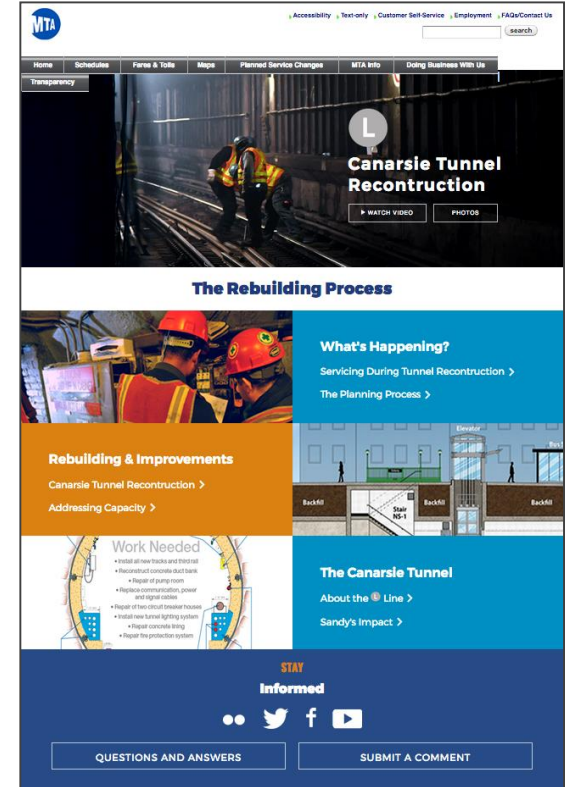 MTA
Accessibility Text-only Customer Self-Service Employment FAQs/Contact Us
search
Home Schedules Fares & Tolls Maps Planned Service Changes MTA Info Doing Business With Us
Transparency
L
Canarsie Tunnel
Recontruction
WATCH VIDEO PHOTOS
The Rebuilding Process
What's Happening?
Servicing During Tunnel Recontruction >
The Planning Process >
Rebuilding & Improvements
Canarsie Tunnel Recontruction >
Addressing Capacity >
Elevator
Backfill
Stair
NS-1
Backfill
Backfill
Work Needed
• Install all new tracks and third rail
• Reconstruct concrete duct bank
• Repair of pump room
• Replace communication, power
and signal cables
• Repair of two circuit breaker houses
• Install new tunnel lighting system
• Repair concrete lining
• Repair fire protection system
The Canarsie Tunnel
About the L Line >
Sandy's Impact >
STAY
Informed
QUESTIONS AND ANSWERS SUBMIT A COMMENT